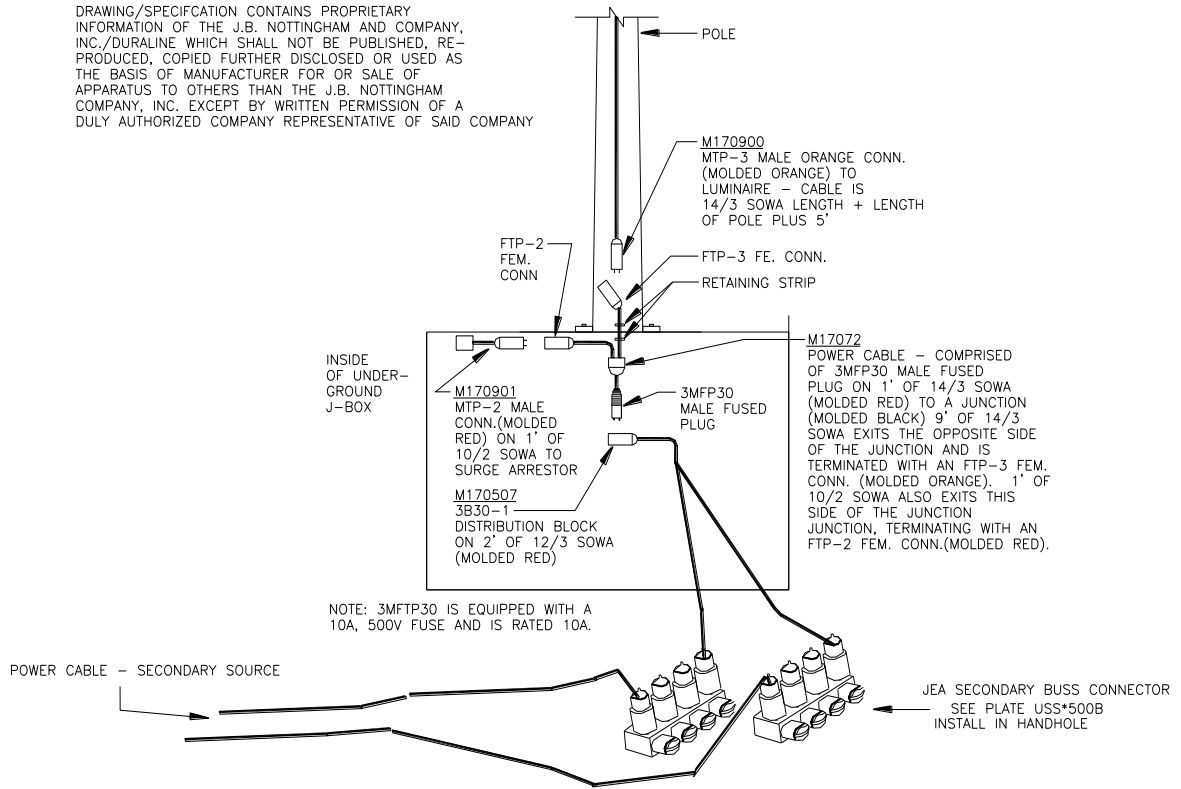 DRAWING/SPECIFCATION CONTAINS PROPRIETARY
INFORMATION OF THE J.B. NOTTINGHAM AND COMPANY,
INC./DURALINE WHICH SHALL NOT BE PUBLISHED, RE-
PRODUCED, COPIED FURTHER DISCLOSED OR USED AS
THE BASIS OF MANUFACTURER FOR OR SALE OF
APPARATUS TO OTHERS THAN THE J.B. NOTTINGHAM
COMPANY, INC. EXCEPT BY WRITTEN PERMISSION OF A
DULY AUTHORIZED COMPANY REPRESENTATIVE OF SAID COMPANY
POLE
M170900
MTP-3 MALE ORANGE CONN.
(MOLDED ORANGE) TO
LUMINAIRE - CABLE IS
14/3 SOWA LENGTH + LENGTH
OF POLE PLUS 5'
FTP-2
FEM.
CONN
FTP-3 FE. CONN.
RETAINING STRIP
INSIDE
OF UNDER-
GROUND
J-BOX
M170901
MTP-2 MALE
CONN.(MOLDED
RED) ON 1' OF
10/2 SOWA TO
SURGE ARRESTOR
3MFP30
MALE FUSED
PLUG
M17072
POWER CABLE - COMPRISED
OF 3MFP30 MALE FUSED
PLUG ON 1' OF 14/3 SOWA
(MOLDED RED) TO A JUNCTION
(MOLDED BLACK) 9' OF 14/3
SOWA EXITS THE OPPOSITE SIDE
OF THE JUNCTION AND IS
TERMINATED WITH AN FTP-3 FEM.
CONN. (MOLDED ORANGE). 1' OF
10/2 SOWA ALSO EXITS THIS
SIDE OF THE JUNCTION
JUNCTION, TERMINATING WITH AN
FTP-2 FEM. CONN.(MOLDED RED).
M170507
3B30-1
DISTRIBUTION BLOCK
ON 2' OF 12/3 SOWA
(MOLDED RED)
NOTE: 3MFTP30 IS EQUIPPED WITH A
10A, 500V FUSE AND IS RATED 10A.
POWER CABLE - SECONDARY SOURCE
JEA SECONDARY BUSS CONNECTOR
SEE PLATE USS*500B
INSTALL IN HANDHOLE